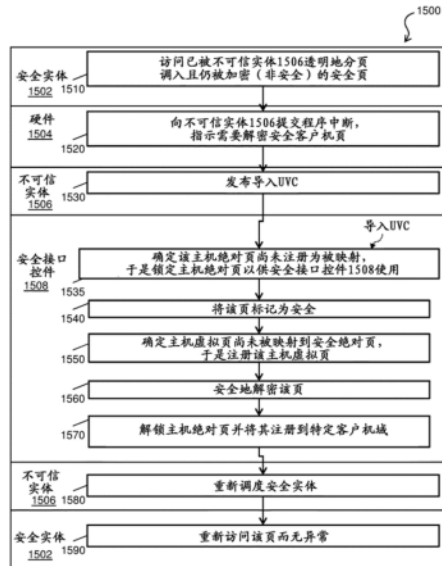 1500
访问已被不可信实体1506透明地分页
调入且仍被加密（非安全）的安全页
安全实体
1502
1510
硬件
1504
向不可信实体1506提交程序中断，
指示需要解密安全客户机页
1520
不可信
实体
1506
发布导入UVC
1530
导入UVC
安全接口
控件
1508
确定该主机绝对页尚未注册为被映射，
于是锁定主机绝对页以供安全接口控件1508使用
1535
将该页标记为安全
1540
确定主机虚拟页尚未被映射到安全绝对页，
于是注册该主机虚拟页
1550
安全地解密该页
1560
解锁主机绝对页并将其注册到特定客户机域
1570
不可信
实体
1506
重新调度安全实体
1580
安全实体
1502
重新访问该页而无异常
1590